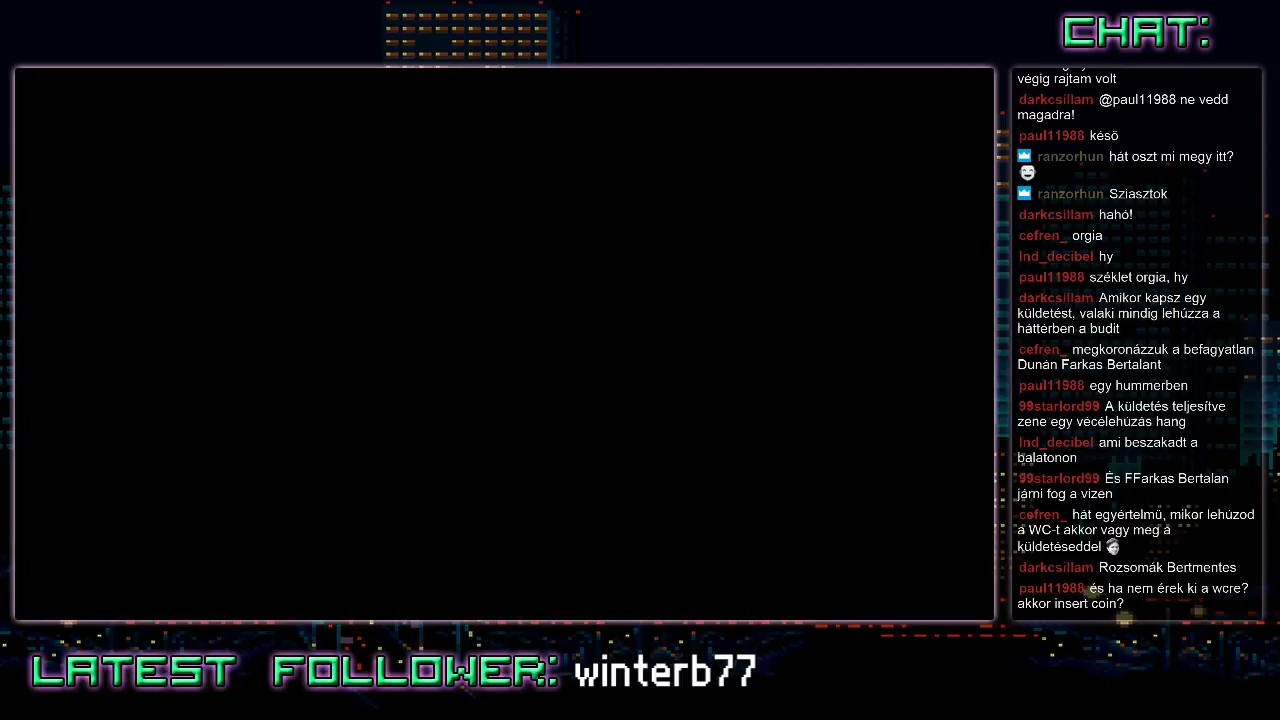 CHAT:
végig rajtam volt
darkcsillam @paul11988 ne vedd
magadra!
paul11988 késő
ranzorhun hát oszt mi megy itt?
ranzorhun Sziasztok
darkcsillam hahó!
cefren_ orgia
lnd_decibel hy
paul11988 széklet orgia, hy
darkcsillam Amikor kapsz egy
küldetést, valaki mindig lehúzza a
háttérben a budit
cefren_ megkoronázzuk a befagyatlan
Dunán Farkas Bertalant
paul11988 egy hummerben
99starlord99 A küldetés teljesítve
zene egy vécélehúzás hang
lnd_decibel ami beszakadt a
balatonon
99starlord99 És FFarkas Bertalan
járni fog a vizen
cefren_ hát egyértelmű, mikor lehúzod
a WC-t akkor vagy meg a
küldetéseddel
darkcsillam Rozsomák Bertmentes
paul11988 és ha nem érek ki a wcre?
akkor insert coin?
LATEST FOLLOWER: winterb77